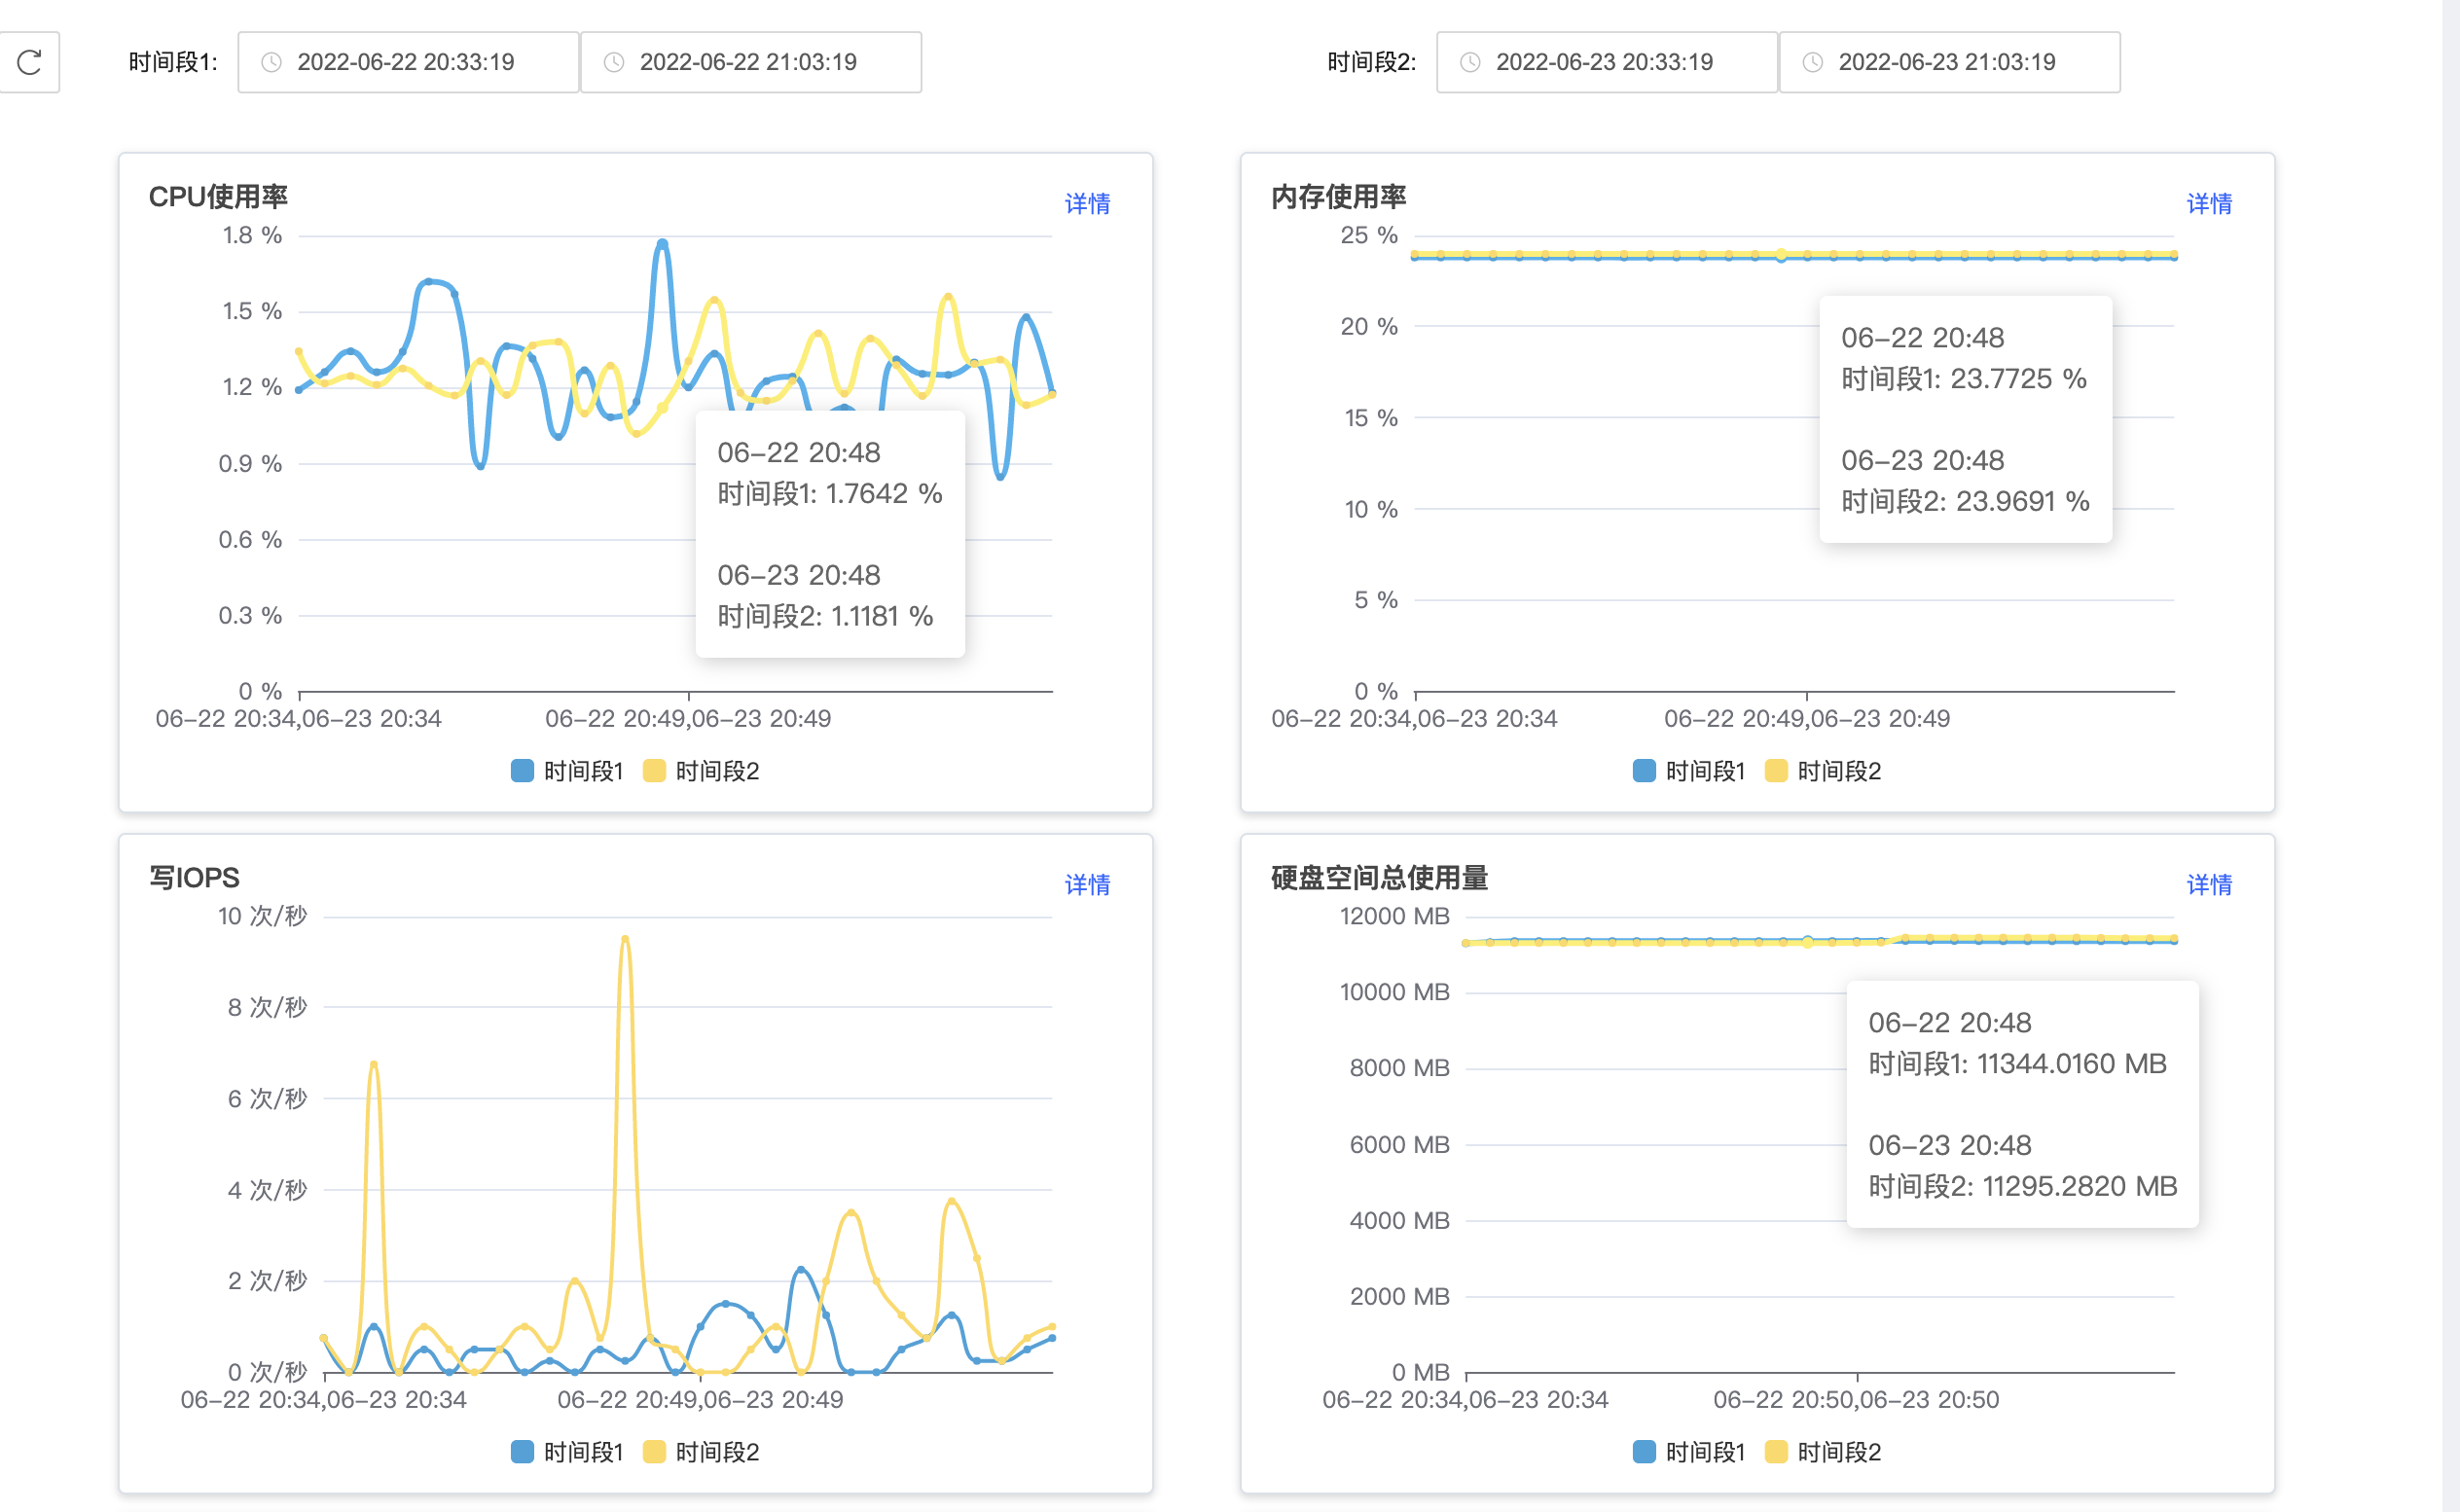 时间段1: 2022-06-22 20:33:19 2022-06-22 21:03:19
时间段2: 2022-06-23 20:33:19 2022-06-23 21:03:19
CPU使用率
详情
1.8 %
1.5 %
1.2 %
0.9 %
0.6 %
0.3 %
0 %
06-22 20:34,06-23 20:34
06-22 20:49,06-23 20:49
06-22 20:48
时间段1: 1.7642 %
06-23 20:48
时间段2: 1.1181 %
时间段1 时间段2
内存使用率
详情
25 %
20 %
15 %
10 %
5 %
0 %
06-22 20:34,06-23 20:34
06-22 20:49,06-23 20:49
06-22 20:48
时间段1: 23.7725 %
06-23 20:48
时间段2: 23.9691 %
时间段1 时间段2
写IOPS
详情
10 次/秒
8 次/秒
6 次/秒
4 次/秒
2 次/秒
0 次/秒
06-22 20:34,06-23 20:34
06-22 20:49,06-23 20:49
时间段1 时间段2
硬盘空间总使用量
详情
12000 MB
10000 MB
8000 MB
6000 MB
4000 MB
2000 MB
0 MB
06-22 20:34,06-23 20:34
06-22 20:50,06-23 20:50
06-22 20:48
时间段1: 11344.0160 MB
06-23 20:48
时间段2: 11295.2820 MB
时间段1 时间段2